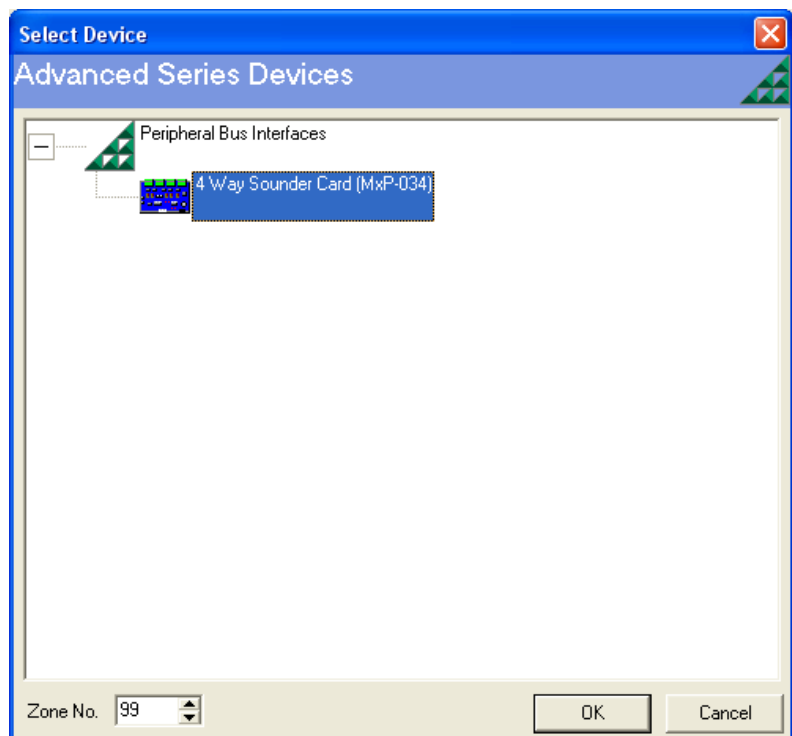 Select Device
Advanced Series Devices
Peripheral Bus Interfaces
4 Way Sounder Card (MxP-034)
Zone No. 99
OK
Cancel